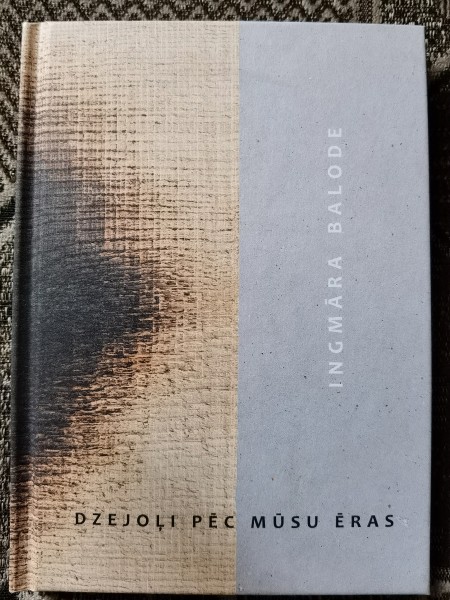 INGMĀRA BALODE
DZEJOĻI PĒC MŪSU ĒRAS